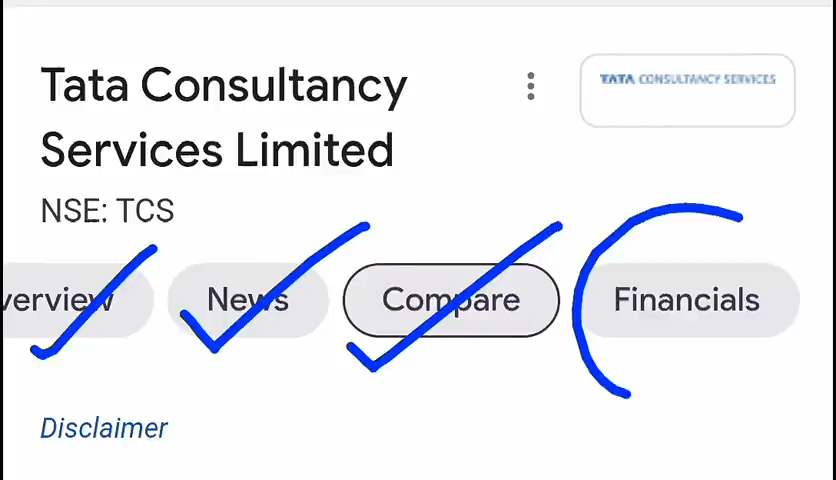 Tata Consultancy
Services Limited
TATA CONSULTANCY SERVICES
NSE: TCS
verview News Compare Financials
Disclaimer